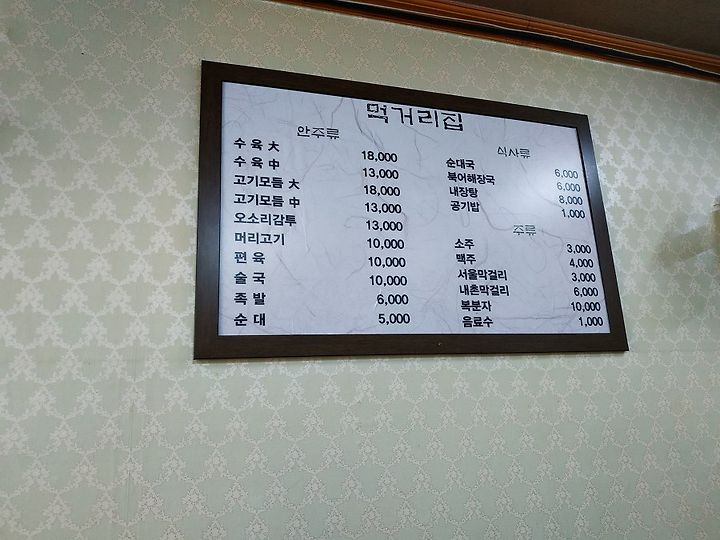 먹거리집
안주류
수 육 大 18,000
수 육 中 13,000
고기모듬 大 18,000
고기모듬 中 13,000
오소리감투 13,000
머리고기 10,000
편 육 10,000
술 국 10,000
족 발 6,000
순 대 5,000
식사류
순대국 6,000
북어해장국 6,000
내장탕 8,000
공기밥 1,000
주류
소주 3,000
맥주 4,000
서울막걸리 3,000
내촌막걸리 6,000
복분자 10,000
음료수 1,000